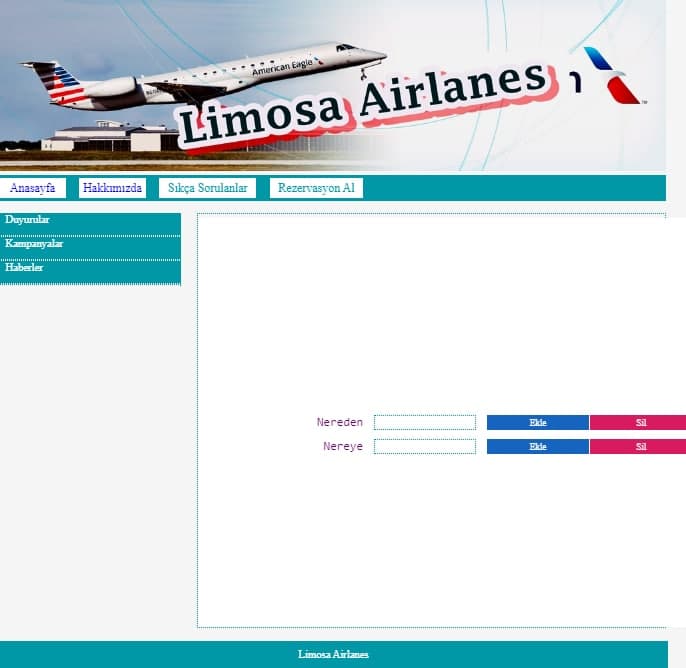 American Eagle
Limosa Airlanes
Anasayfa Hakkımızda Sıkça Sorulanlar Rezervasyon Al
Duyurular
Kampanyalar
Haberler
Nereden Ekle Sil
Nereye Ekle Sil
Limosa Airlanes